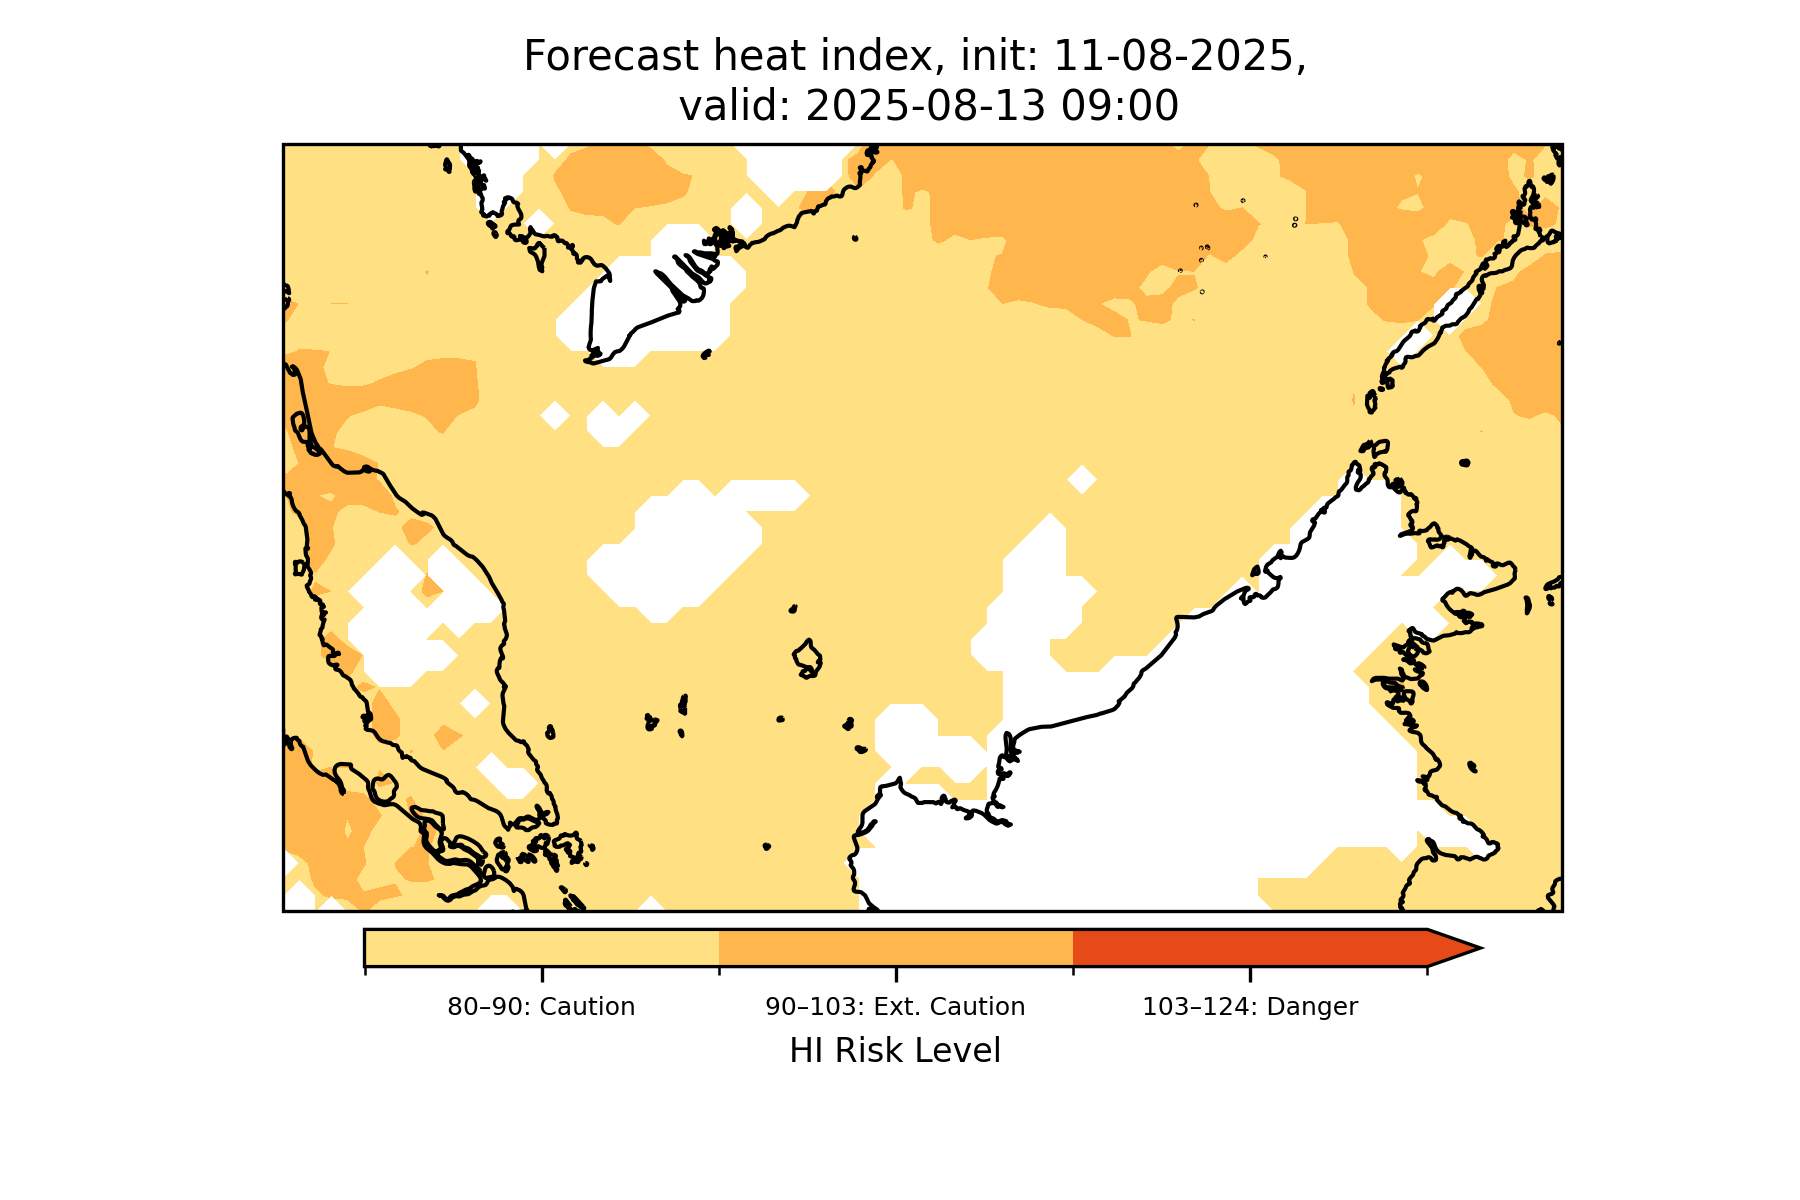 Forecast heat index, init: 11-08-2025,
valid: 2025-08-13 09:00
80–90: Caution
90–103: Ext. Caution
103–124: Danger
HI Risk Level